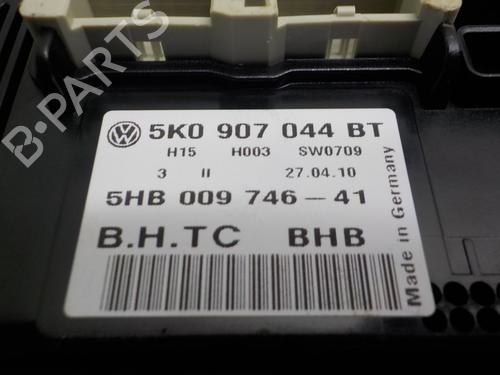 B-PARTS
5K0 907 044 BT
H15 H003 SW0709
3 II 27.04.10
5HB 009 746-41
B.H.TC BHB
Made in Germany